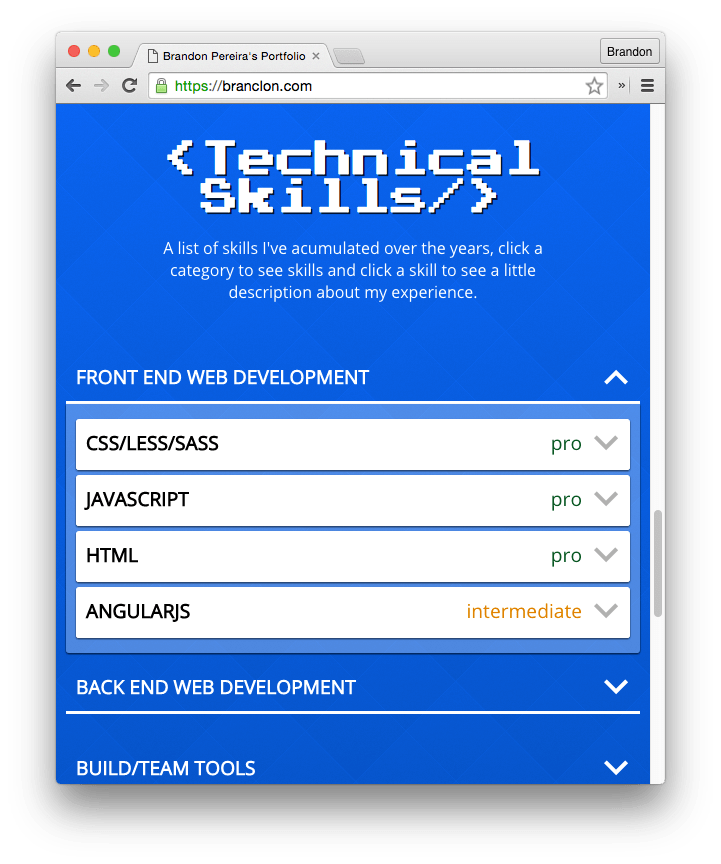 Brandon Pereira's Portfolio
Brandon
https://branclon.com
<Technical
Skills/>
A list of skills I've acumulated over the years, click a
category to see skills and click a skill to see a little
description about my experience.
FRONT END WEB DEVELOPMENT
CSS/LESS/SASS pro
JAVASCRIPT pro
HTML pro
ANGULARJS intermediate
BACK END WEB DEVELOPMENT
BUILD/TEAM TOOLS